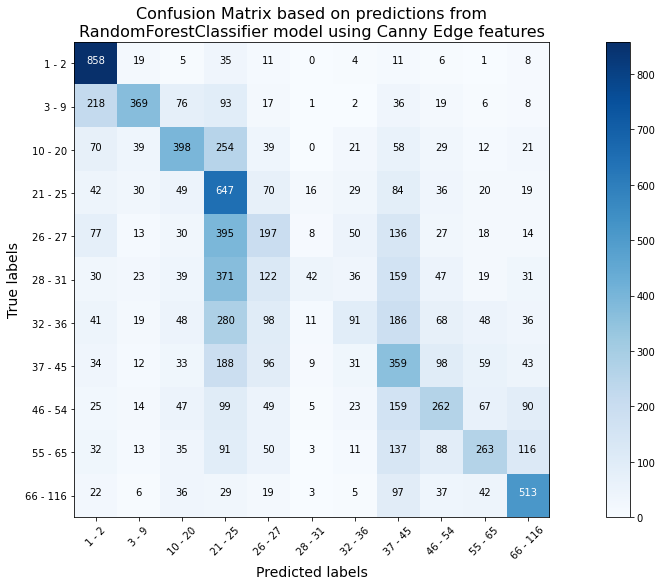 Confusion Matrix based on predictions from
RandomForestClassifier model using Canny Edge features
1 - 2 858 19 5 35 11 0 4 11 6 1 8
3 - 9 218 369 76 93 17 1 2 36 19 6 8
10 - 20 70 39 398 254 39 0 21 58 29 12 21
21 - 25 42 30 49 647 70 16 29 84 36 20 19
26 - 27 77 13 30 395 197 8 50 136 27 18 14
28 - 31 30 23 39 371 122 42 36 159 47 19 31
32 - 36 41 19 48 280 98 11 91 186 68 48 36
37 - 45 34 12 33 188 96 9 31 359 98 59 43
46 - 54 25 14 47 99 49 5 23 159 262 67 90
55 - 65 32 13 35 91 50 3 11 137 88 263 116
66 - 116 22 6 36 29 19 3 5 97 37 42 513
1 - 2 3 - 9 10 - 20 21 - 25 26 - 27 28 - 31 32 - 36 37 - 45 46 - 54 55 - 65 66 - 116
Predicted labels
True labels
800
700
600
500
400
300
200
100
0